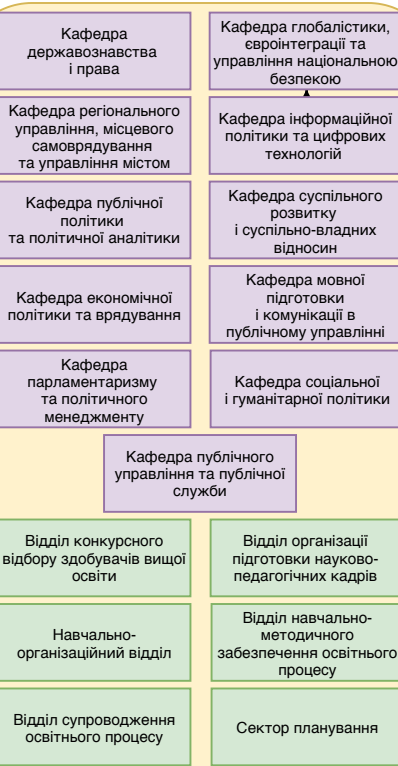 Кафедра
державознавства
і права
Кафедра глобалістики,
євроінтеграції та
управління національною
безпекою
Кафедра регіонального
управління, місцевого
самоврядування
та управління містом
Кафедра інформаційної
політики та цифрових
технологій
Кафедра публічної
політики
та політичної аналітики
Кафедра суспільного
розвитку
і суспільно-владних
відносин
Кафедра економічної
політики та врядування
Кафедра мовної
підготовки
і комунікації в
публічному управлінні
Кафедра
парламентаризму
та політичного
менеджменту
Кафедра соціальної
і гуманітарної політики
Кафедра публічного
управління та публічної
служби
Відділ конкурсного
відбору здобувачів вищої
освіти
Відділ організації
підготовки науково-
педагогічних кадрів
Навчально-
організаційний відділ
Відділ навчально-
методичного
забезпечення освітнього
процесу
Відділ супроводження
освітнього процесу
Сектор планування